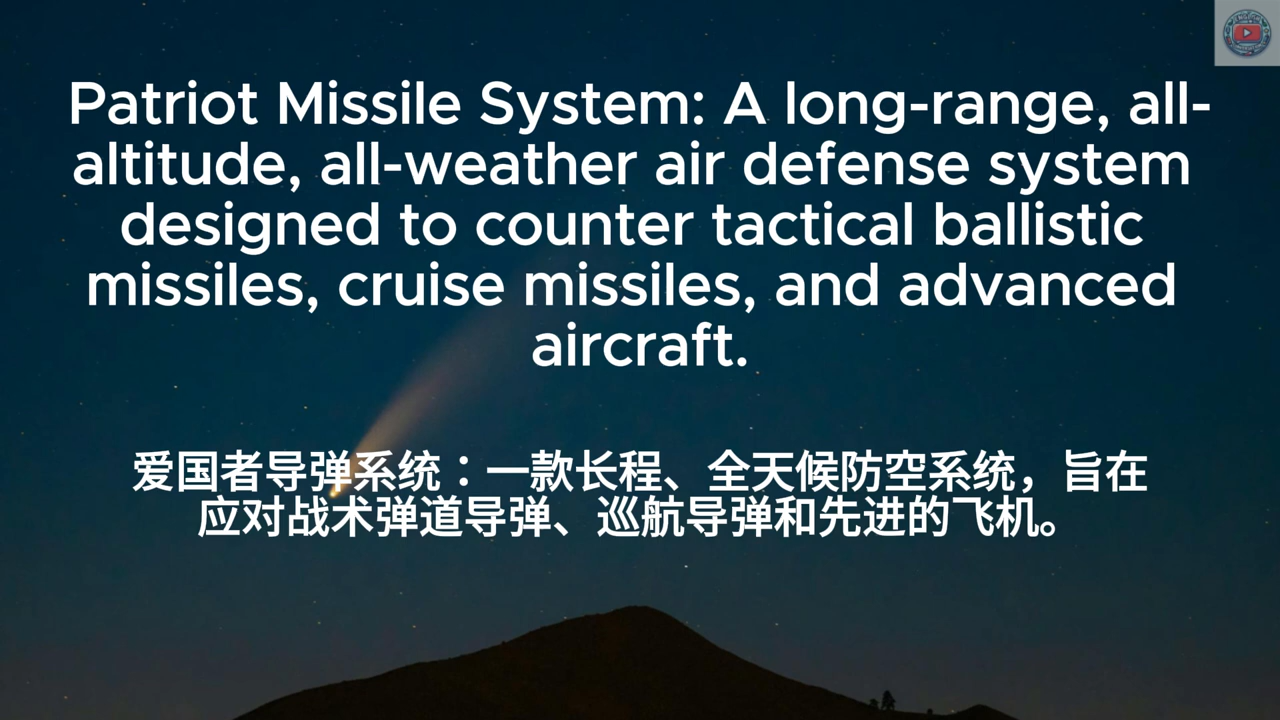 Patriot Missile System: A long-range, all-
altitude, all-weather air defense system
designed to counter tactical ballistic
missiles, cruise missiles, and advanced
aircraft.
爱国者导弹系统：一款长程、全天候防空系统，旨在
应对战术弹道导弹、巡航导弹和先进的飞机。